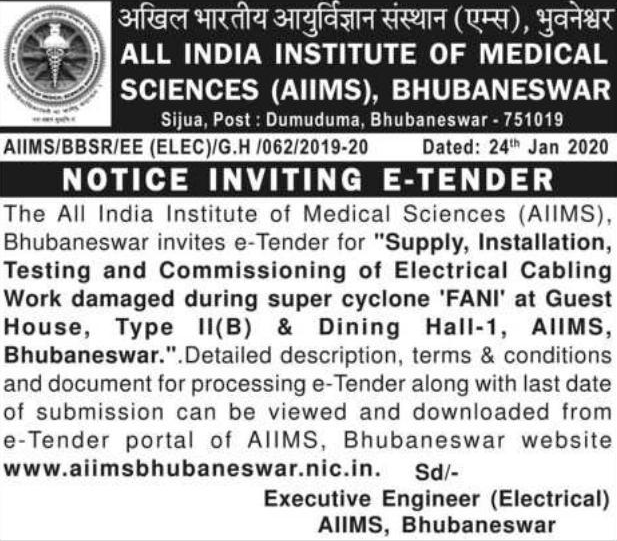 अखिल भारतीय आयुर्विज्ञान संस्थान (एम्स), भुवनेश्वर
ALL INDIA INSTITUTE OF MEDICAL
SCIENCES (AIIMS), BHUBANESWAR
Sijua, Post : Dumuduma, Bhubaneswar - 751019
AIIMS/BBSR/EE (ELEC)/G.H /062/2019-20 Dated: 24th Jan 2020
NOTICE INVITING E-TENDER
The All India Institute of Medical Sciences (AIIMS),
Bhubaneswar invites e-Tender for "Supply, Installation,
Testing and Commissioning of Electrical Cabling
Work damaged during super cyclone 'FANI' at Guest
House, Type II(B) & Dining Hall-1, AIIMS,
Bhubaneswar.".Detailed description, terms & conditions
and document for processing e-Tender along with last date
of submission can be viewed and downloaded from
e-Tender portal of AIIMS, Bhubaneswar website
www.aiimsbhubaneswar.nic.in. Sd/-
Executive Engineer (Electrical)
AIIMS, Bhubaneswar